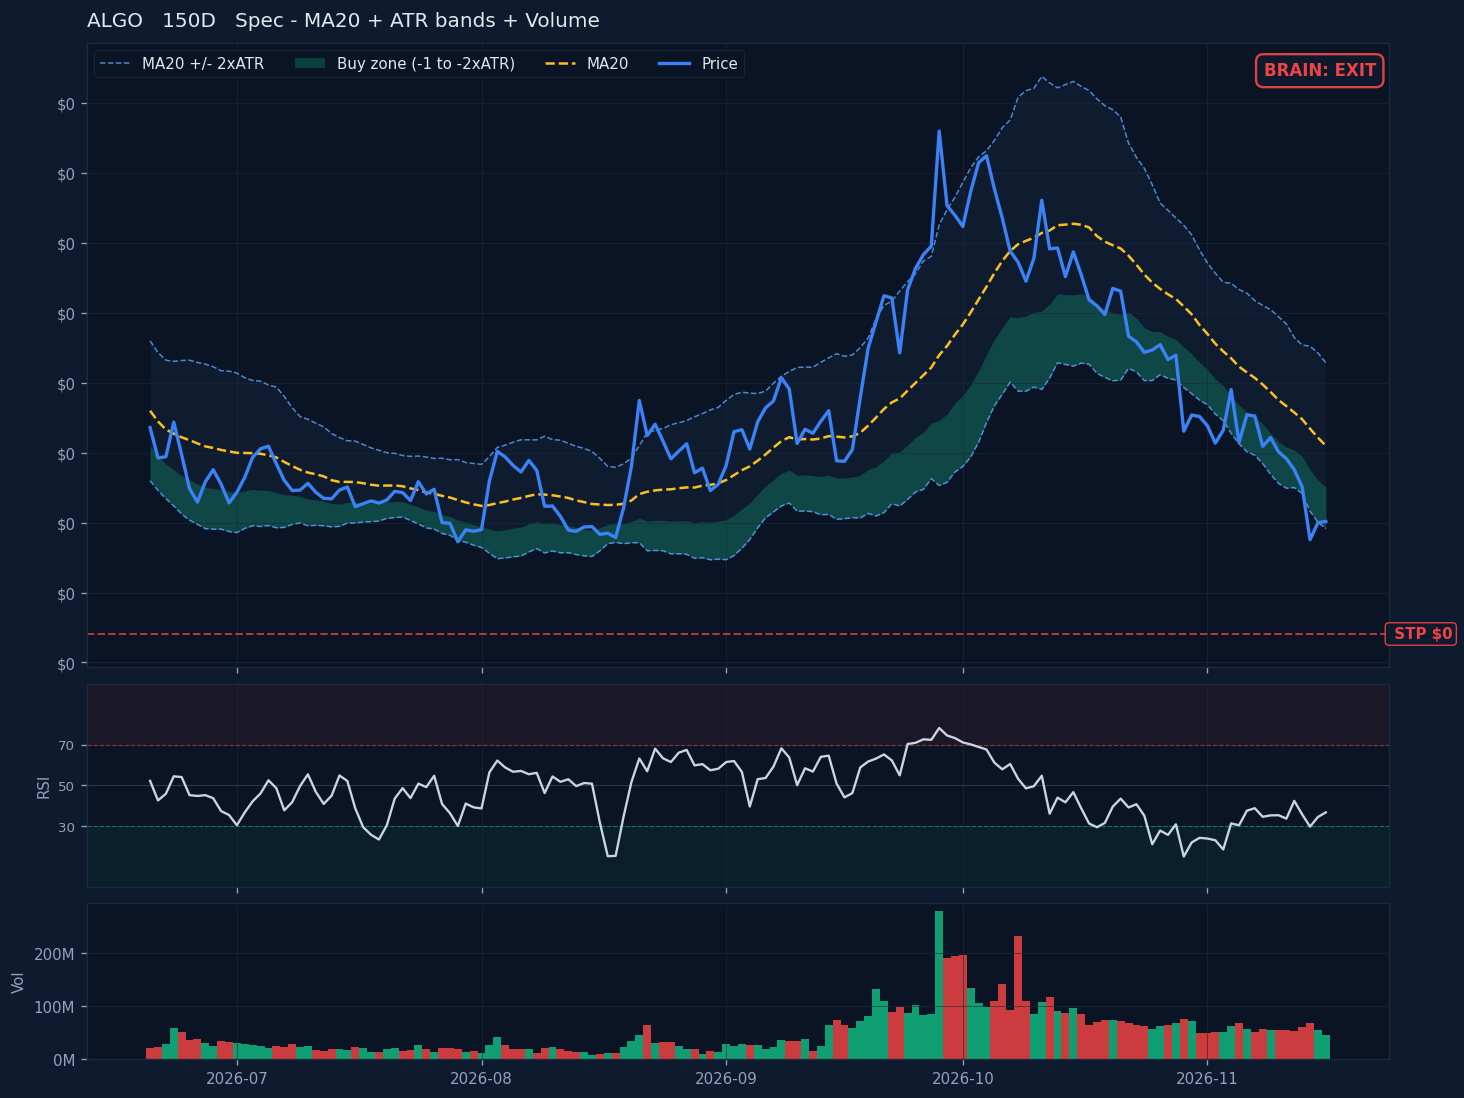 ALGO 150D Spec - MA20 + ATR bands + Volume
MA20 +/- 2xATR Buy zone (-1 to -2xATR) MA20 Price
BRAIN: EXIT
$0
$0
$0
$0
$0
$0
$0
$0
$0
STP $0
RSI
70
50
30
Vol
200M
100M
0M
2026-07 2026-08 2026-09 2026-10 2026-11